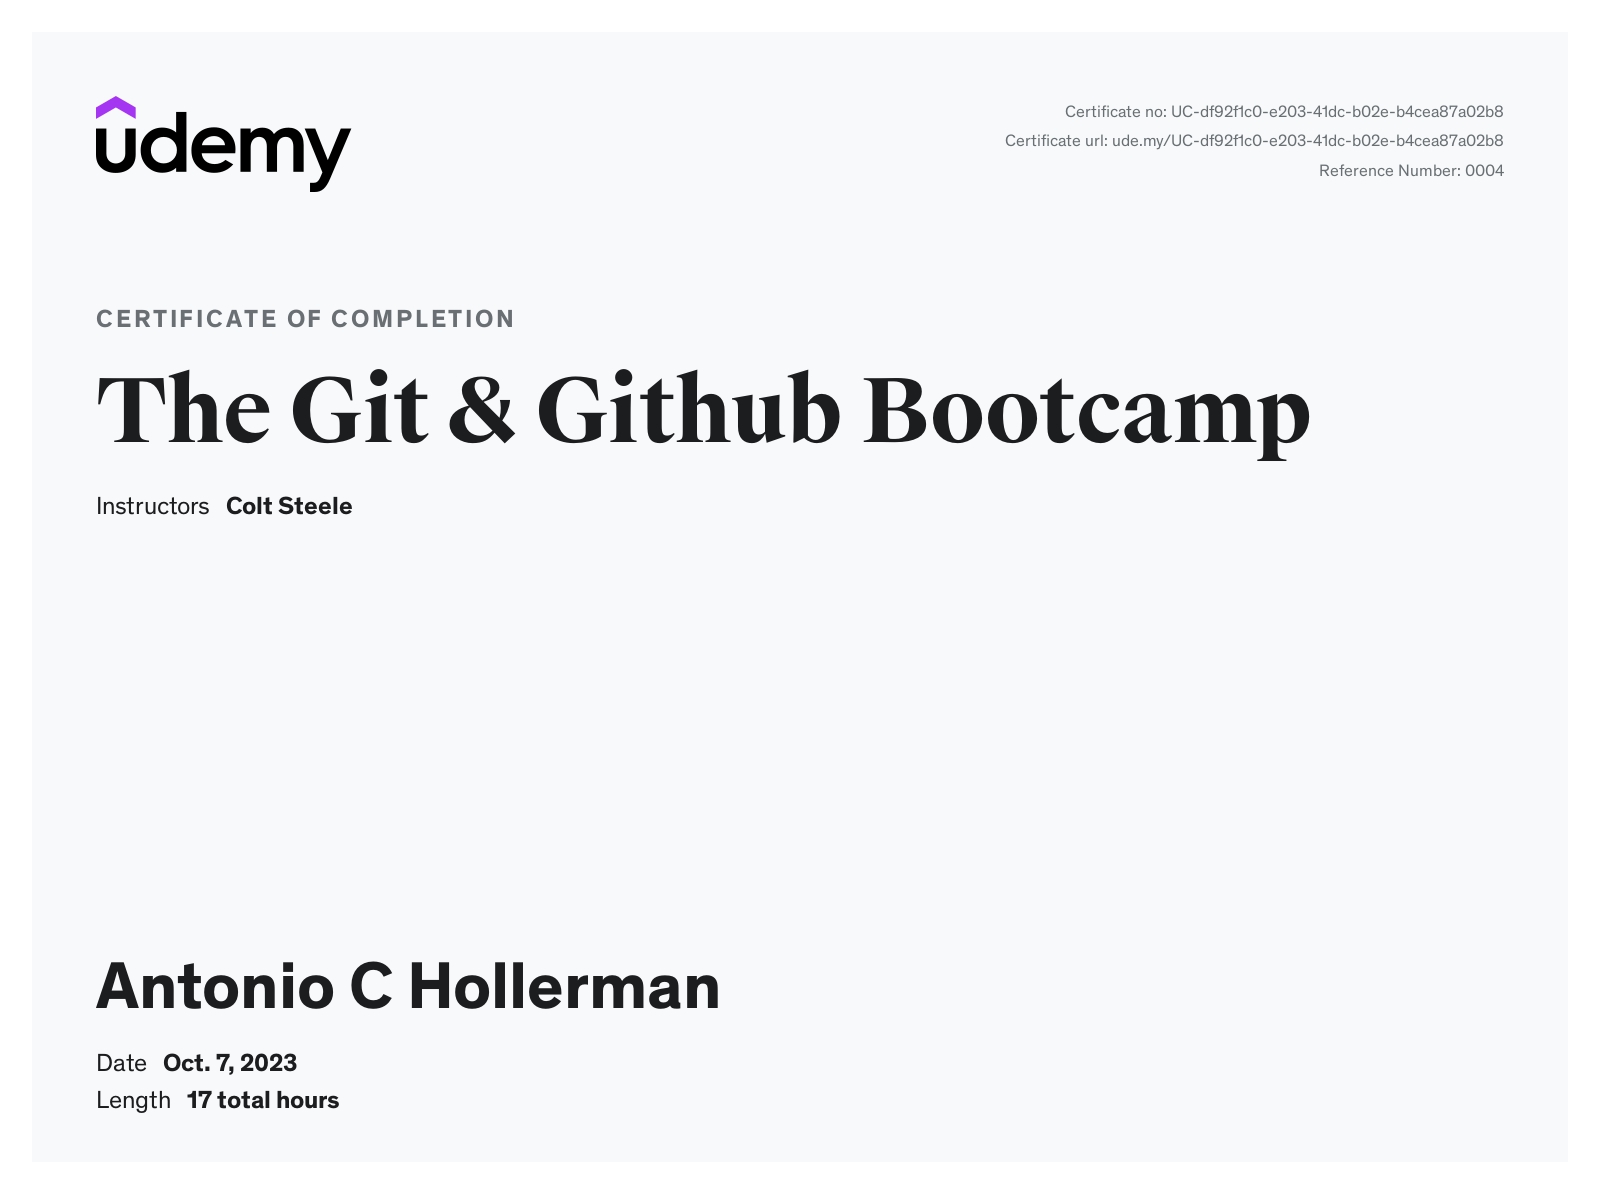 udemy
Certificate no: UC-df92f1c0-e203-41dc-b02e-b4cea87a02b8
Certificate url: ude.my/UC-df92f1c0-e203-41dc-b02e-b4cea87a02b8
Reference Number: 0004
CERTIFICATE OF COMPLETION
The Git & Github Bootcamp
Instructors Colt Steele
Antonio C Hollerman
Date Oct. 7, 2023
Length 17 total hours